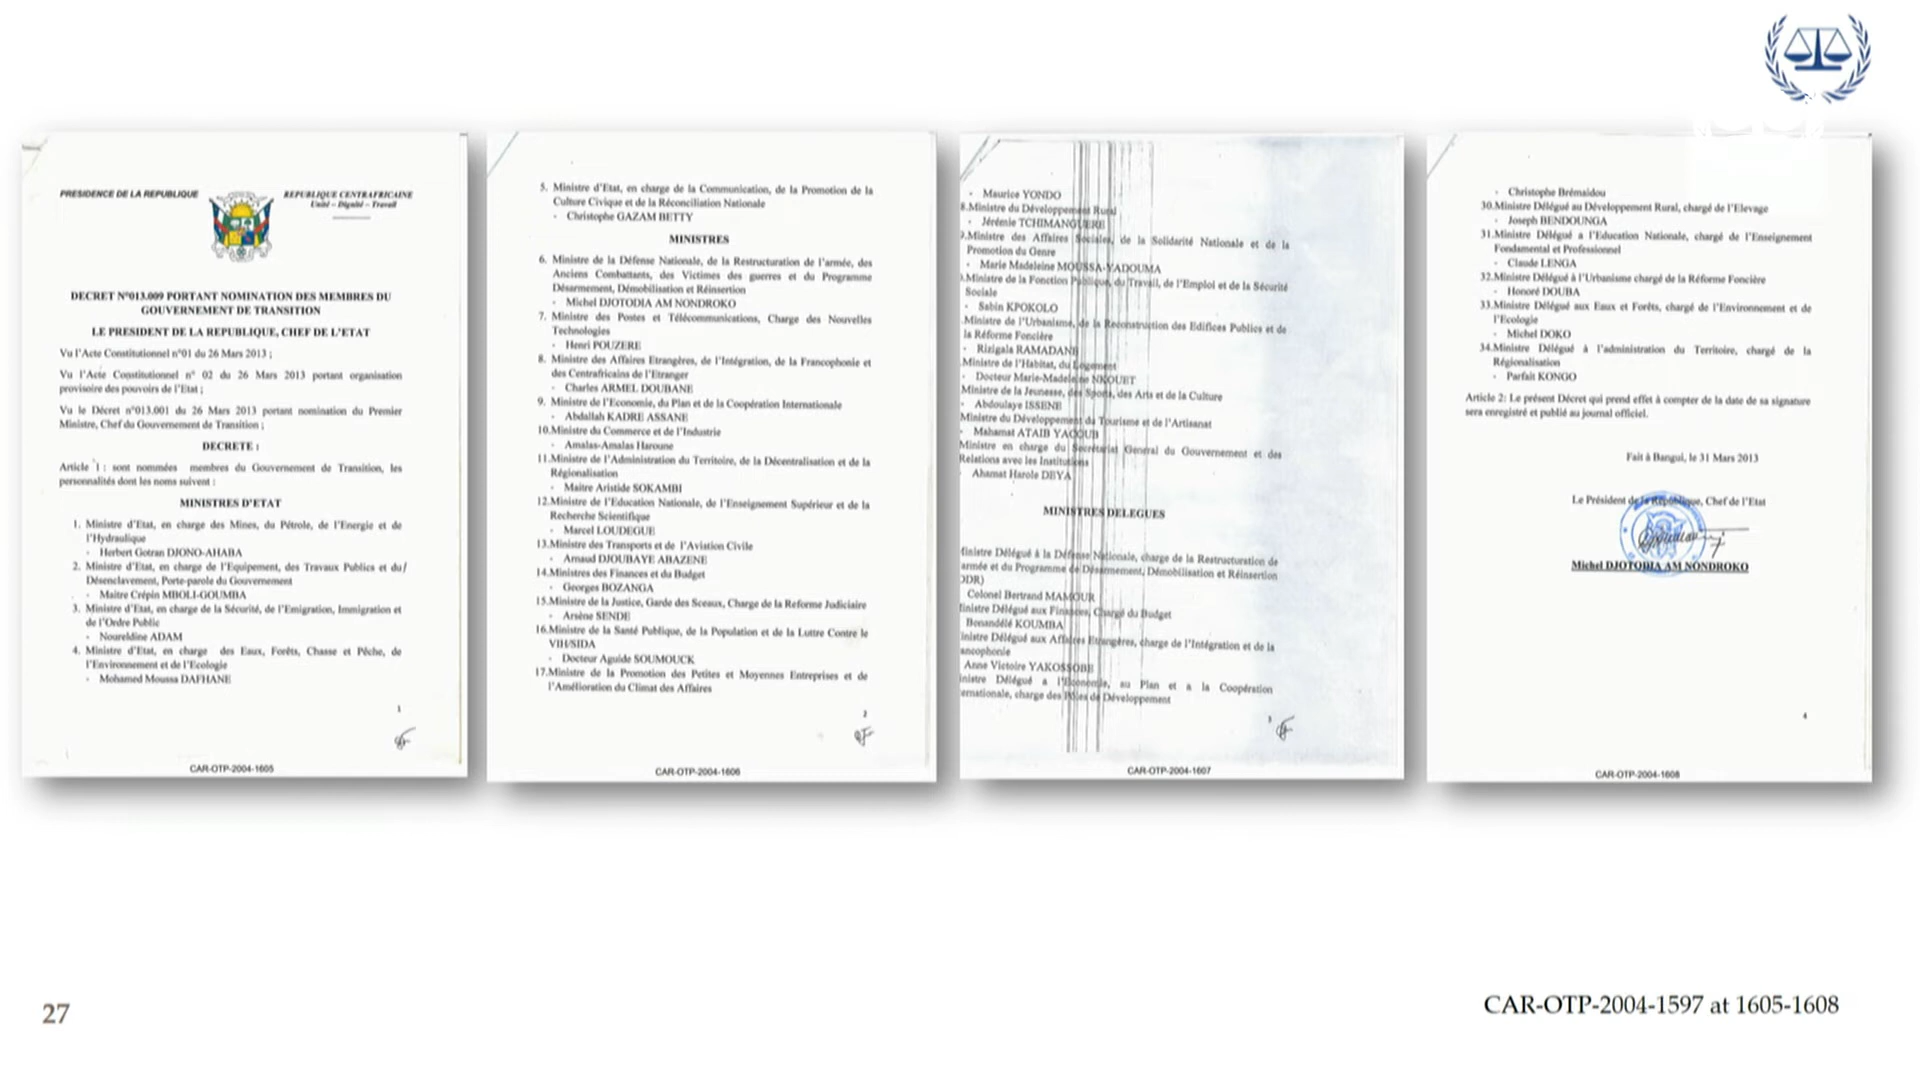 PRESIDENCE DE LA REPUBLIQUE
REPUBLIQUE CENTRAFRICAINE
Unité – Dignité – Travail
DECRET N°013.009 PORTANT NOMINATION DES MEMBRES DU
GOUVERNEMENT DE TRANSITION
LE PRESIDENT DE LA REPUBLIQUE, CHEF DE L'ETAT
Vu l'Acte Constitutionnel n°01 du 26 Mars 2013 ;
Vu l'Acte Constitutionnel n° 02 du 26 Mars 2013 portant organisation
provisoire des pouvoirs de l'Etat ;
Vu le Décret n°013.001 du 26 Mars 2013 portant nomination du Premier
Ministre, Chef du Gouvernement de Transition ;
DECRETE :
Article 1 : sont nommées membres du Gouvernement de Transition, les
personnalités dont les noms suivent :
MINISTRES D'ETAT
1. Ministre d'Etat, en charge des Mines, du Pétrole, de l'Energie et de
l'Hydraulique
- Herbert Gotran DJONO-AHABA
2. Ministre d'Etat, en charge de l'Equipement, des Travaux Publics et du/
Désenclavement, Porte-parole du Gouvernement
- Maitre Crépin MBOLI-GOUMBA
3. Ministre d'Etat, en charge de la Sécurité, de l'Emigration, Immigration et
de l'Ordre Public
- Noureldine ADAM
4. Ministre d'Etat, en charge des Eaux, Forêts, Chasse et Pêche, de
l'Environnement et de l'Ecologie
- Mohamed Moussa DAFHANE
1
CAR-OTP-2004-1605
5. Ministre d'Etat, en charge de la Communication, de la Promotion de la
Culture Civique et de la Réconciliation Nationale
- Christophe GAZAM BETTY
MINISTRES
6. Ministre de la Défense Nationale, de la Restructuration de l'armée, des
Anciens Combattants, des Victimes des guerres et du Programme
Désarmement, Démobilisation et Réinsertion
- Michel DJOTODIA AM NONDROKO
7. Ministre des Postes et Télécommunications, Charge des Nouvelles
Technologies
- Henri POUZERE
8. Ministre des Affaires Etrangères, de l'Intégration, de la Francophonie et
des Centrafricains de l'Etranger
- Charles ARMEL DOUBANE
9. Ministre de l'Economie, du Plan et de la Coopération Internationale
- Abdallah KADRE ASSANE
10.Ministre du Commerce et de l'Industrie
- Amalas-Amalas Haroune
11.Ministre de l'Administration du Territoire, de la Décentralisation et de la
Régionalisation
- Maitre Aristide SOKAMBI
12.Ministre de l'Education Nationale, de l'Enseignement Supérieur et de la
Recherche Scientifique
- Marcel LOUDEGUE
13.Ministre des Transports et de l'Aviation Civile
- Arnaud DJOUBAYE ABAZENE
14.Ministres des Finances et du Budget
- Georges BOZANGA
15.Ministre de la Justice, Garde des Sceaux, Charge de la Reforme Judiciaire
- Arsène SENDE
16.Ministre de la Santé Publique, de la Population et de la Luttre Contre le
VIH/SIDA
- Docteur Aguide SOUMOUCK
17.Ministre de la Promotion des Petites et Moyennes Entreprises et de
l'Amélioration du Climat des Affaires
2
CAR-OTP-2004-1606
- Maurice YONDO
8.Ministre du Développement Rural
- Jérémie TCHIMANGUERE
Ministre des Affaires Sociales, de la Solidarité Nationale et de la
Promotion du Genre
- Marie Madeleine MOUSSA-YADOUMA
Ministre de la Fonction Publique, du Travail, de l'Emploi et de la Sécurité
Sociale
- Sabin KPOKOLO
Ministre de l'Urbanisme, de la Reconstruction des Edifices Publics et de
la Réforme Foncière
- Rizigala RAMADANE
Ministre de l'Habitat, du Logement
- Docteur Marie-Madeleine NKOUET
Ministre de la Jeunesse, des Sports, des Arts et de la Culture
- Abdoulaye ISSENE
Ministre du Développement du Tourisme et de l'Artisanat
- Mahamat ATAIB YACOUB
Ministre en charge du Secrétariat General du Gouvernement et des
Relations avec les Institutions
- Ahamat Harole DEYA
MINISTRES DELEGUES
inistre Délégué à la Défense Nationale, charge de la Restructuration de
armée et du Programme de Désarmement, Démobilisation et Réinsertion
DDR)
Colonel Bertrand MAMOUR
inistre Délégué aux Finances, Chargé du Budget
Bonandélé KOUMBA
inistre Délégué aux Affaires Etrangères, charge de l'Intégration et de la
ancophonie
Anne Victoire YAKOSSOBE
inistre Délégué a l'Economie, au Plan et a la Coopération
ernationale, charge des Pôles de Développement
3
CAR-OTP-2004-1607
- Christophe Brémaidou
30.Ministre Délégué au Développement Rural, chargé de l'Elevage
- Joseph BENDOUNGA
31.Ministre Délégué a l'Education Nationale, chargé de l'Enseignement
Fondamental et Professionnel
- Claude LENGA
32.Ministre Délégué à l'Urbanisme chargé de la Réforme Foncière
- Honoré DOUBA
33.Ministre Délégué aux Eaux et Forêts, chargé de l'Environnement et de
l'Ecologie
- Michel DOKO
34.Ministre Délégué à l'administration du Territoire, chargé de la
Régionalisation
- Parfait KONGO
Article 2: Le présent Décret qui prend effet à compter de la date de sa signature
sera enregistré et publié au journal officiel.
Fait à Bangui, le 31 Mars 2013
Le Président de la République, Chef de l'Etat
Michel DJOTODIA AM NONDROKO
4
CAR-OTP-2004-1608
27
CAR-OTP-2004-1597 at 1605-1608